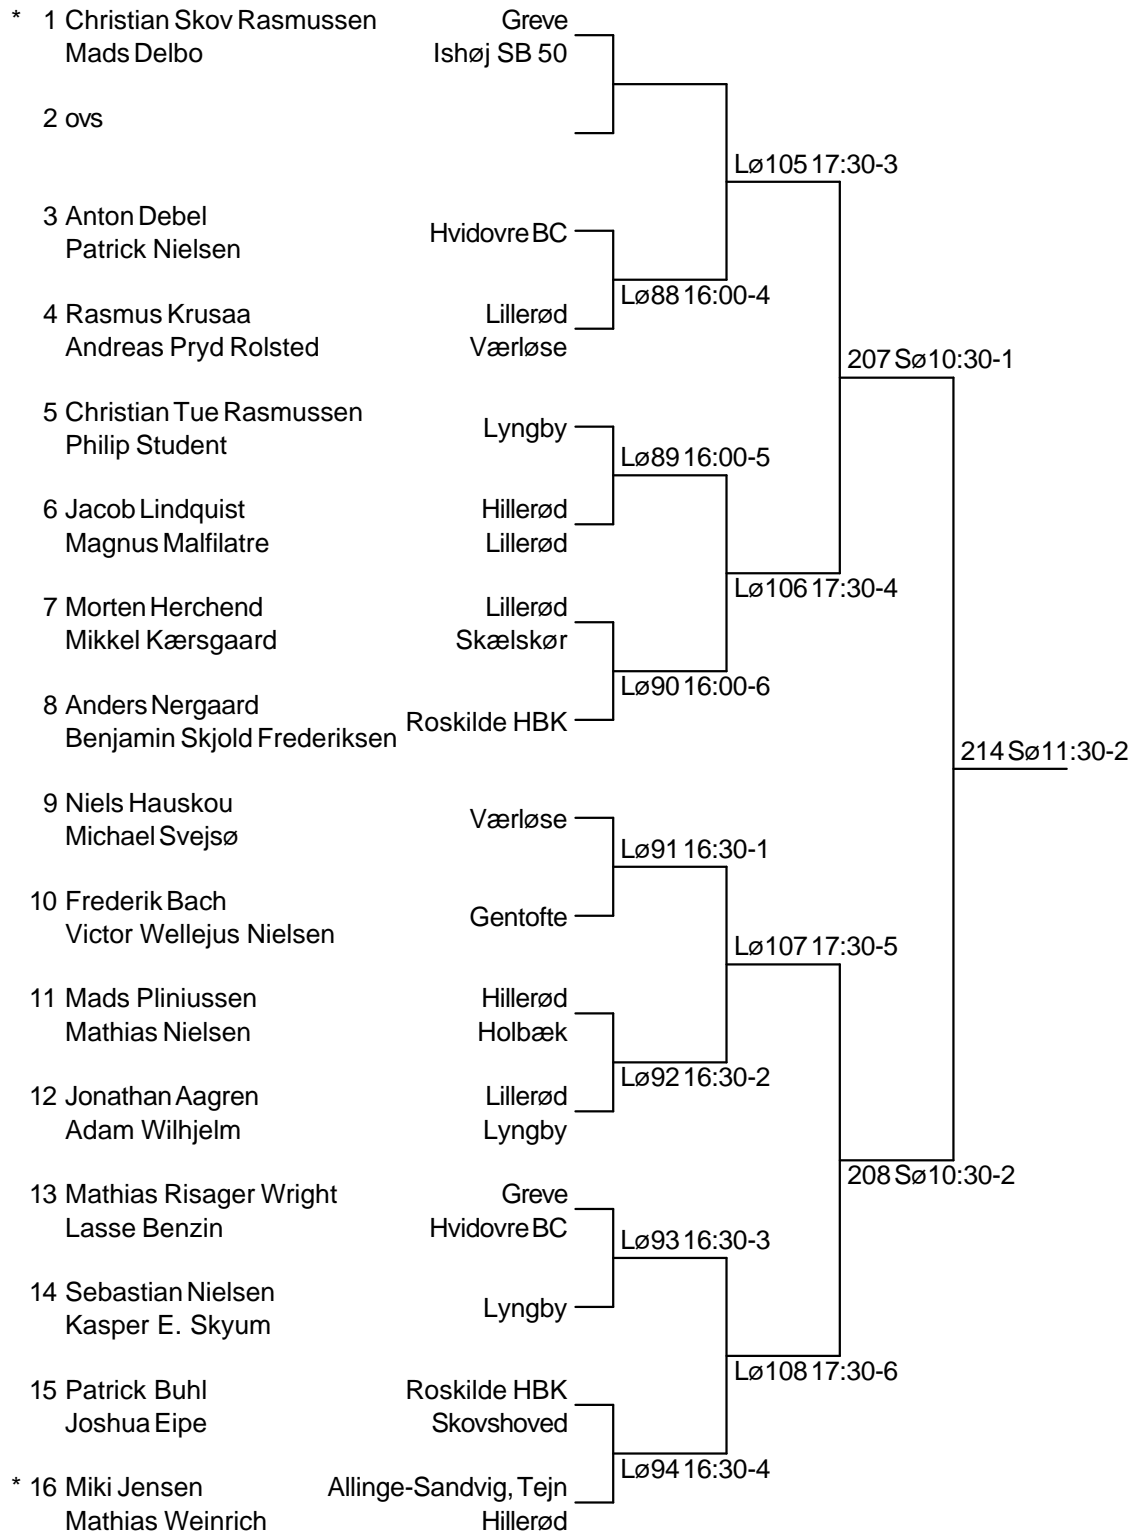 * 1 Christian Skov Rasmussen Greve
Mads Delbo Ishøj SB 50
2 ovs
Lø105 17:30-3
3 Anton Debel
Hvidovre BC
Patrick Nielsen
Lø88 16:00-4
4 Rasmus Krusaa Lillerød
Andreas Pryd Rolsted Værløse
207 Sø10:30-1
5 Christian Tue Rasmussen
Lyngby
Philip Student
Lø89 16:00-5
6 Jacob Lindquist Hillerød
Magnus Malfilatre Lillerød
Lø106 17:30-4
7 Morten Herchend Lillerød
Mikkel Kærsgaard Skælskør
Lø90 16:00-6
8 Anders Nergaard
Roskilde HBK
Benjamin Skjold Frederiksen
214 Sø11:30-2
9 Niels Hauskou
Værløse
Michael Svejsø
Lø91 16:30-1
10 Frederik Bach
Gentofte
Victor Wellejus Nielsen
Lø107 17:30-5
11 Mads Pliniussen Hillerød
Mathias Nielsen Holbæk
Lø92 16:30-2
12 Jonathan Aagren Lillerød
Adam Wilhjelm Lyngby
208 Sø10:30-2
13 Mathias Risager Wright Greve
Lasse Benzin Hvidovre BC
Lø93 16:30-3
14 Sebastian Nielsen
Lyngby
Kasper E. Skyum
Lø108 17:30-6
15 Patrick Buhl Roskilde HBK
Joshua Eipe Skovshoved
Lø94 16:30-4
* 16 Miki Jensen Allinge-Sandvig, Tejn
Mathias Weinrich Hillerød